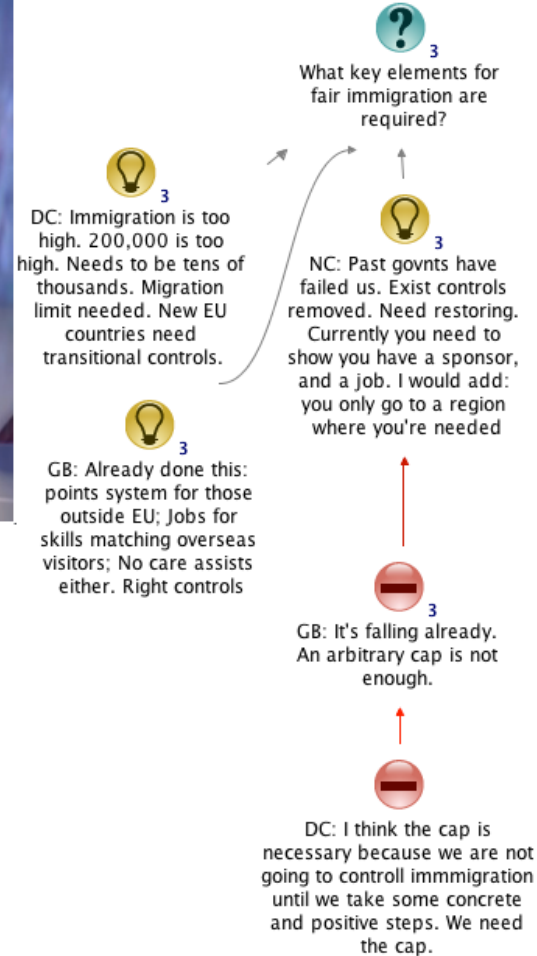 3
What key elements for
fair immigration are
required?
3
DC: Immigration is too
high. 200,000 is too
high. Needs to be tens of
thousands. Migration
limit needed. New EU
countries need
transitional controls.
3
NC: Past govnts have
failed us. Exist controls
removed. Need restoring.
Currently you need to
show you have a sponsor,
and a job. I would add:
you only go to a region
where you're needed
3
GB: Already done this:
points system for those
outside EU; Jobs for
skills matching overseas
visitors; No care assists
either. Right controls
3
GB: It's falling already.
An arbitrary cap is not
enough.
DC: I think the cap is
necessary because we are not
going to controll immmigration
until we take some concrete
and positive steps. We need
the cap.